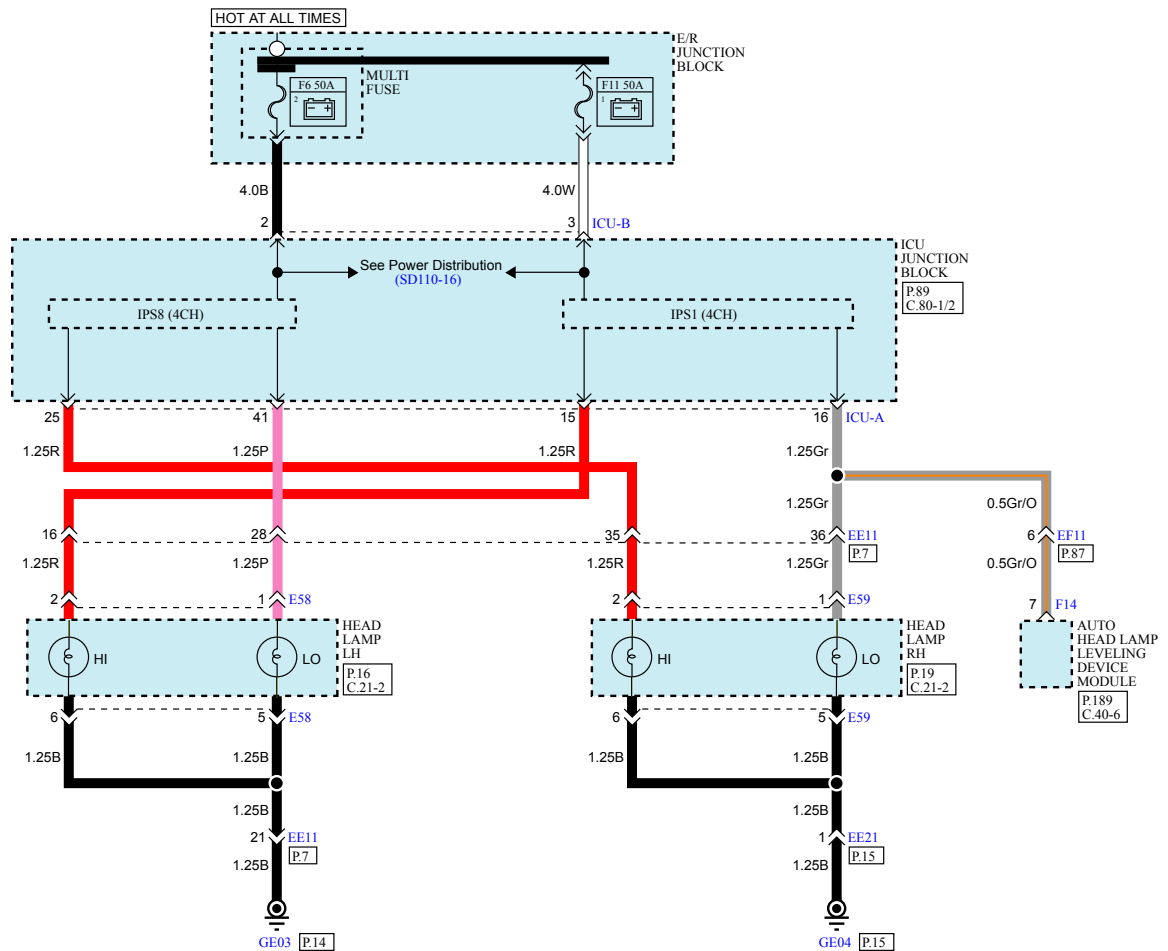 HOT AT ALL TIMES
E/R
JUNCTION
BLOCK
MULTI
FUSE
F6 50A
2
F11 50A
1
4.0B
4.0W
2
3
ICU-B
ICU
JUNCTION
BLOCK
P.89
C.80-1/2
See Power Distribution
(SD110-16)
IPS8 (4CH)
IPS1 (4CH)
25
41
15
16
ICU-A
1.25R
1.25P
1.25R
1.25Gr
1.25Gr
0.5Gr/O
16
28
35
36
EE11
P.7
6
EF11
P.87
1.25R
1.25P
1.25R
1.25Gr
0.5Gr/O
2
1
E58
2
1
E59
7
F14
HEAD
LAMP
LH
P.16
C.21-2
HI
LO
HEAD
LAMP
RH
P.19
C.21-2
HI
LO
AUTO
HEAD LAMP
LEVELING
DEVICE
MODULE
P.189
C.40-6
6
5
E58
6
5
E59
1.25B
1.25B
1.25B
1.25B
1.25B
1.25B
21
EE11
P.7
1
EE21
P.15
1.25B
1.25B
GE03
P.14
GE04
P.15